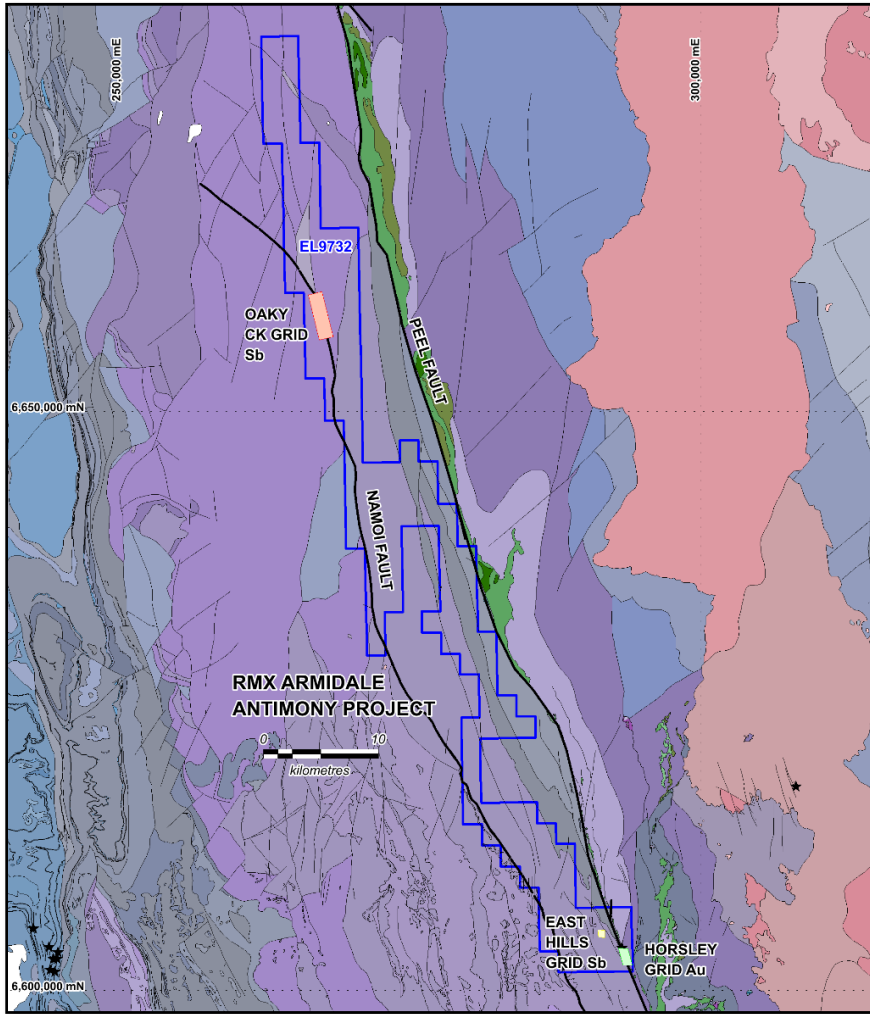 250,000 mE
300,000 mE
EL9732
OAKY
CK GRID
Sb
PEEL FAULT
6,650,000 mN
NAMOI FAULT
RMX ARMIDALE
ANTIMONY PROJECT
0 10
kilometres
EAST
HILLS
GRID Sb
HORSLEY
GRID Au
6,600,000 mN